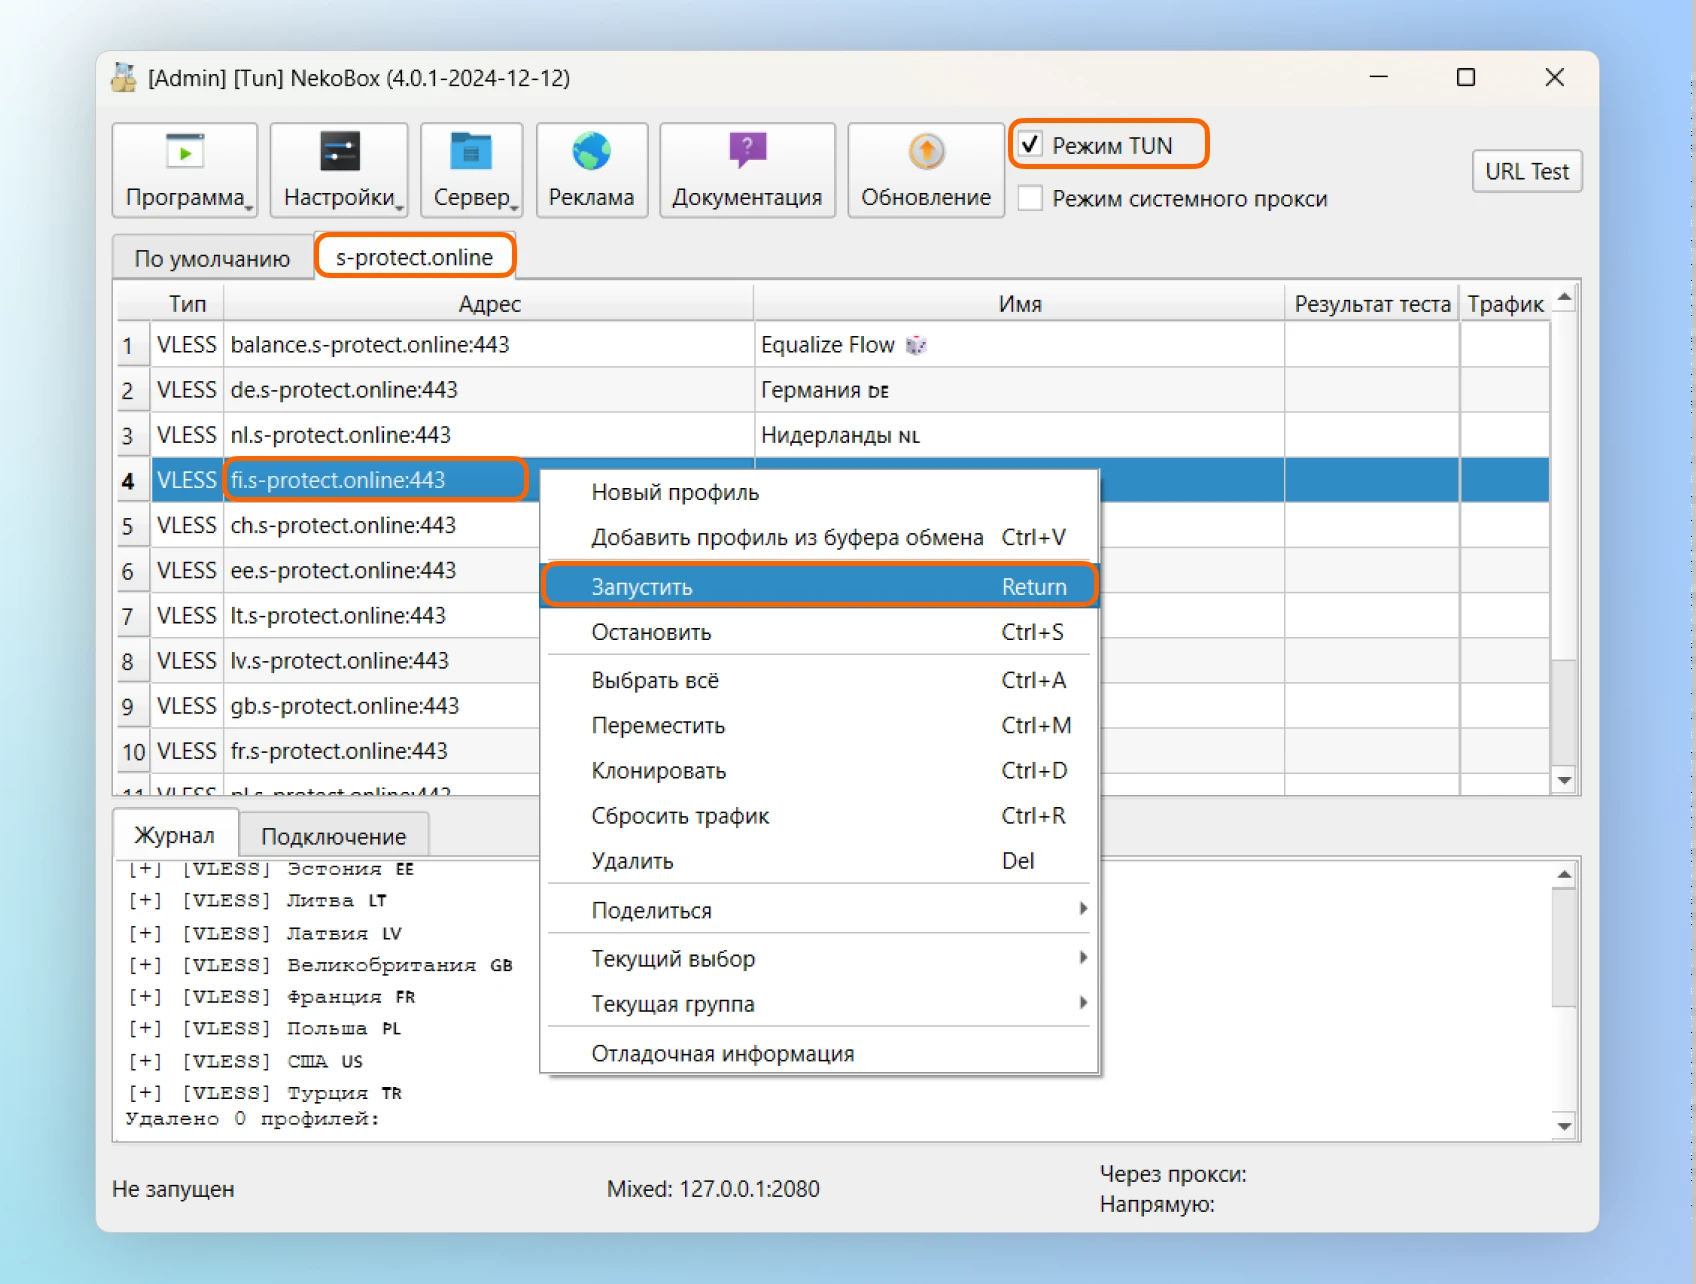 [Admin] [Tun] NekoBox (4.0.1-2024-12-12)
Программа
Настройки
Сервер
Реклама
Документация
Обновление
Режим TUN
Режим системного прокси
URL Test
По умолчанию
s-protect.online
Тип Адрес Имя Результат теста Трафик
1 VLESS balance.s-protect.online:443 Equalize Flow 🎲
2 VLESS de.s-protect.online:443 Германия DE
3 VLESS nl.s-protect.online:443 Нидерланды NL
4 VLESS fi.s-protect.online:443
5 VLESS ch.s-protect.online:443
6 VLESS ee.s-protect.online:443
7 VLESS lt.s-protect.online:443
8 VLESS lv.s-protect.online:443
9 VLESS gb.s-protect.online:443
10 VLESS fr.s-protect.online:443
11 VLESS pl.s-protect.online:443
Новый профиль
Добавить профиль из буфера обмена Ctrl+V
Запустить Return
Остановить Ctrl+S
Выбрать всё Ctrl+A
Переместить Ctrl+M
Клонировать Ctrl+D
Сбросить трафик Ctrl+R
Удалить Del
Поделиться
Текущий выбор
Текущая группа
Отладочная информация
Журнал
Подключение
[+] [VLESS] Эстония EE
[+] [VLESS] Литва LT
[+] [VLESS] Латвия LV
[+] [VLESS] Великобритания GB
[+] [VLESS] Франция FR
[+] [VLESS] Польша PL
[+] [VLESS] США US
[+] [VLESS] Турция TR
Удалено 0 профилей:
Не запущен
Mixed: 127.0.0.1:2080
Через прокси:
Напрямую: